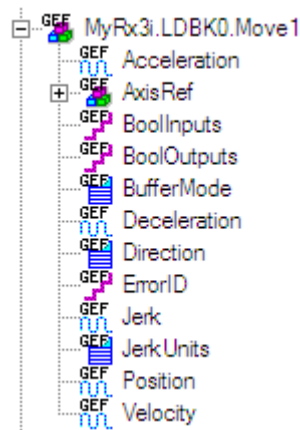 GEF MyRx3i.LDBK0.Move1
GEF Acceleration
GEF AxisRef
GEF BoolInputs
GEF BoolOutputs
GEF BufferMode
GEF Deceleration
GEF Direction
GEF ErrorID
GEF Jerk
GEF JerkUnits
GEF Position
GEF Velocity